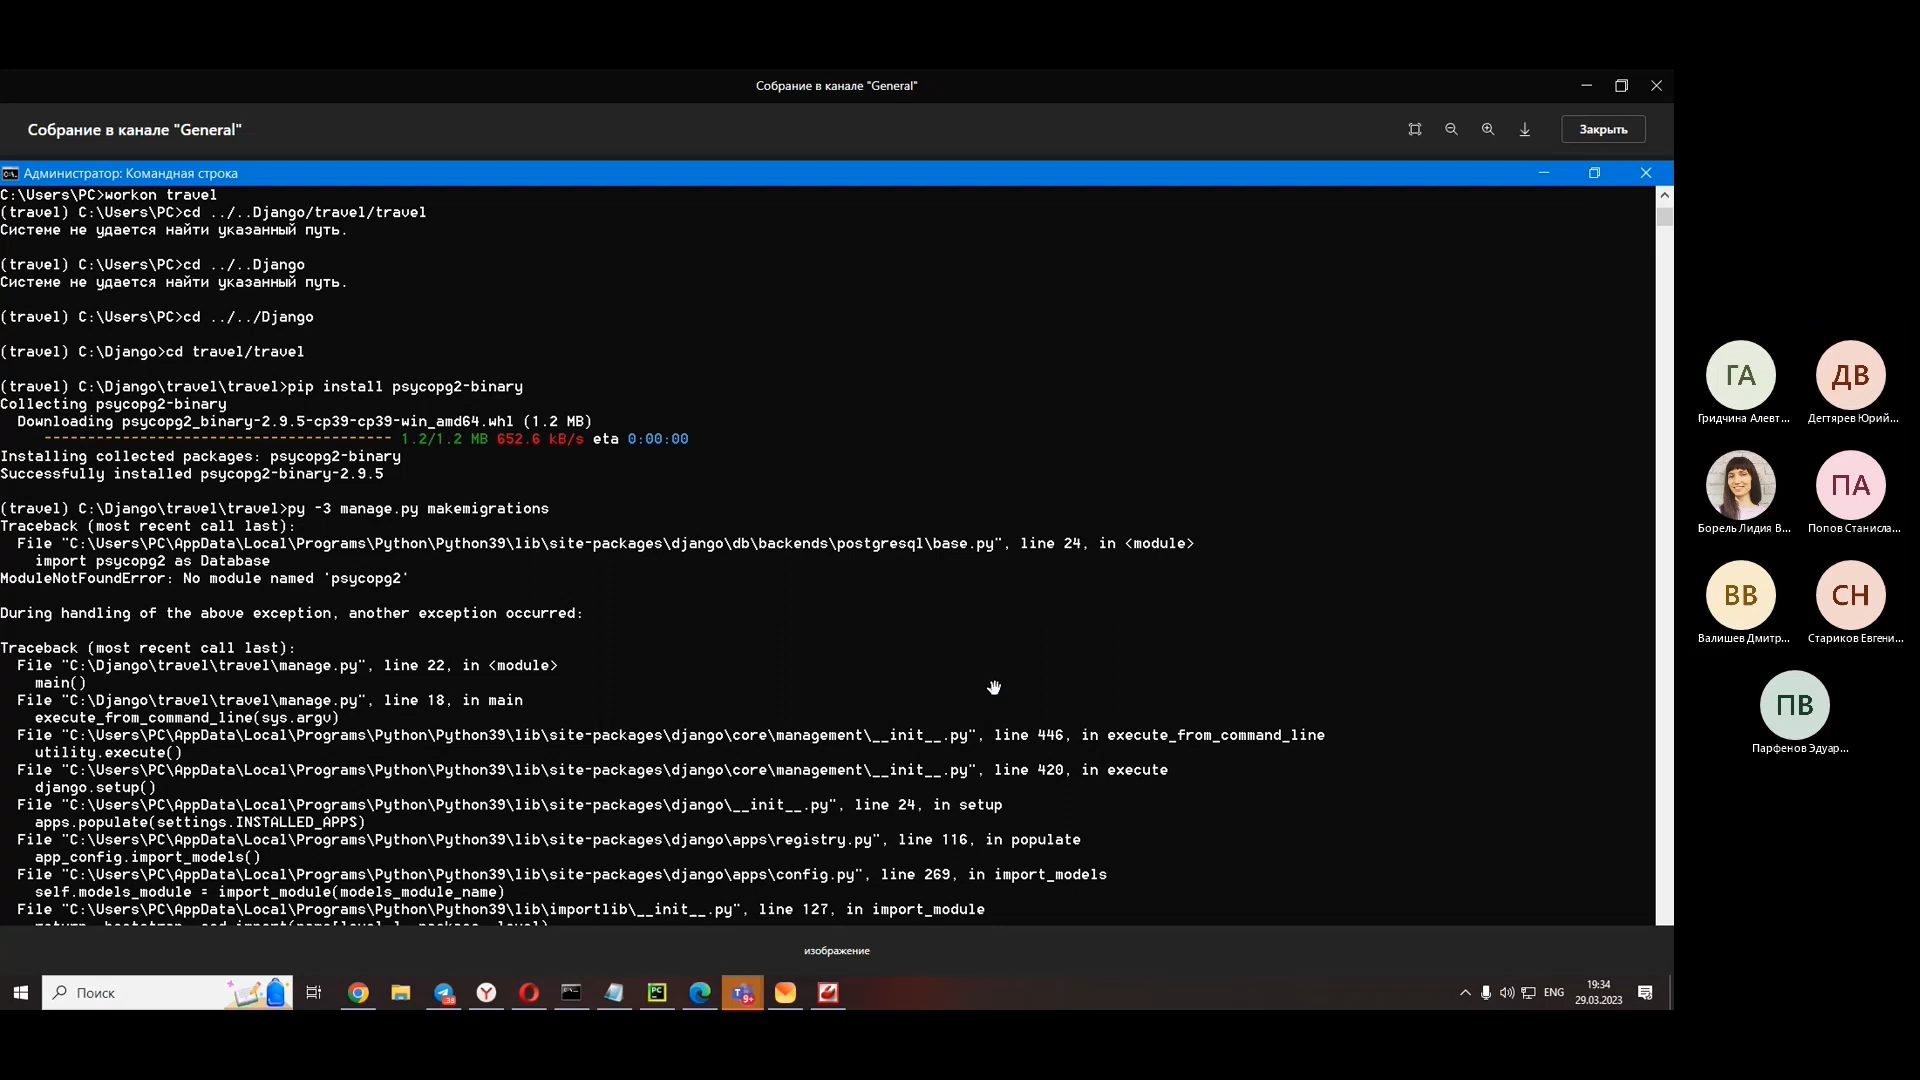 Собрание в канале "General"
Собрание в канале "General"
Закрыть
Администратор: Командная строка
C:\Users\PC>workon travel
(travel) C:\Users\PC>cd ../..Django/travel/travel
Системе не удается найти указанный путь.
(travel) C:\Users\PC>cd ../..Django
Системе не удается найти указанный путь.
(travel) C:\Users\PC>cd ../../Django
(travel) C:\Django>cd travel/travel
(travel) C:\Django\travel\travel>pip install psycopg2-binary
Collecting psycopg2-binary
Downloading psycopg2_binary-2.9.5-cp39-cp39-win_amd64.whl (1.2 MB)
---------------------------------------- 1.2/1.2 MB 652.6 kB/s eta 0:00:00
Installing collected packages: psycopg2-binary
Successfully installed psycopg2-binary-2.9.5
(travel) C:\Django\travel\travel>py -3 manage.py makemigrations
Traceback (most recent call last):
File "C:\Users\PC\AppData\Local\Programs\Python\Python39\lib\site-packages\django\db\backends\postgresql\base.py", line 24, in <module>
import psycopg2 as Database
ModuleNotFoundError: No module named 'psycopg2'
During handling of the above exception, another exception occurred:
Traceback (most recent call last):
File "C:\Django\travel\travel\manage.py", line 22, in <module>
main()
File "C:\Django\travel\travel\manage.py", line 18, in main
execute_from_command_line(sys.argv)
File "C:\Users\PC\AppData\Local\Programs\Python\Python39\lib\site-packages\django\core\management\__init__.py", line 446, in execute_from_command_line
utility.execute()
File "C:\Users\PC\AppData\Local\Programs\Python\Python39\lib\site-packages\django\core\management\__init__.py", line 420, in execute
django.setup()
File "C:\Users\PC\AppData\Local\Programs\Python\Python39\lib\site-packages\django\__init__.py", line 24, in setup
apps.populate(settings.INSTALLED_APPS)
File "C:\Users\PC\AppData\Local\Programs\Python\Python39\lib\site-packages\django\apps\registry.py", line 116, in populate
app_config.import_models()
File "C:\Users\PC\AppData\Local\Programs\Python\Python39\lib\site-packages\django\apps\config.py", line 269, in import_models
self.models_module = import_module(models_module_name)
File "C:\Users\PC\AppData\Local\Programs\Python\Python39\lib\importlib\__init__.py", line 127, in import_module
изображение
Поиск
ENG
19:34
29.03.2023
ГА
ДВ
Гридчина Алевт...
Дегтярев Юрий...
ПА
Борель Лидия В...
Попов Станисла...
ВВ
СН
Валишев Дмитр...
Стариков Евгени...
ПВ
Парфенов Эдуар...